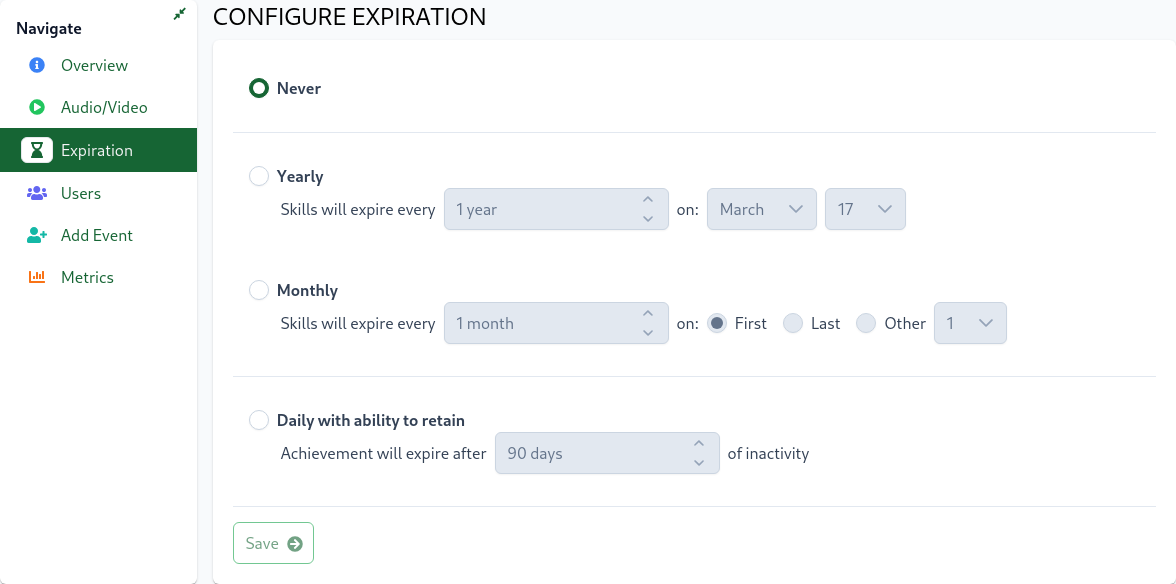 Navigate
Overview
Audio/Video
Expiration
Users
Add Event
Metrics
CONFIGURE EXPIRATION
Never
Yearly
Skills will expire every 1 year on: March 17
Monthly
Skills will expire every 1 month on: First Last Other 1
Daily with ability to retain
Achievement will expire after 90 days of inactivity
Save